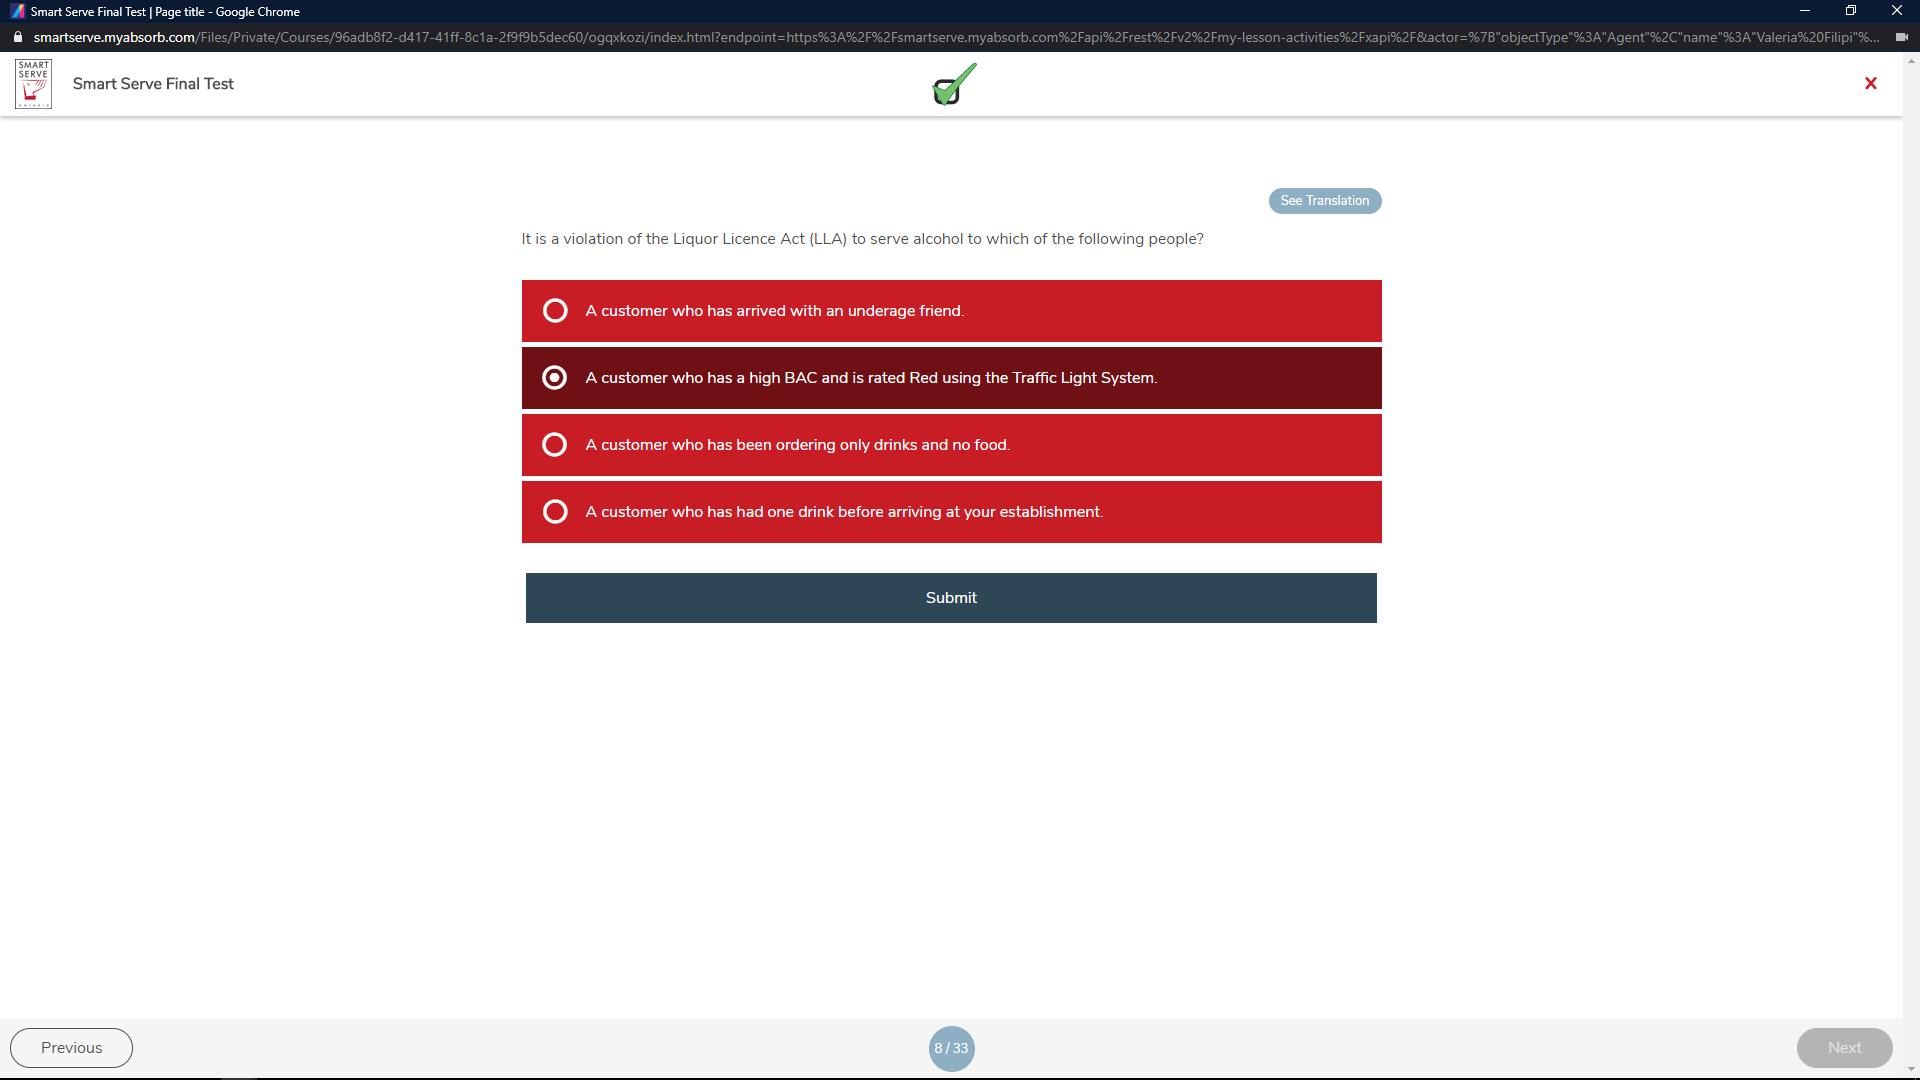 Smart Serve Final Test | Page title - Google Chrome
smartserve.myabsorb.com/Files/Private/Courses/96adb8f2-d417-41ff-8c1a-2f9f9b5dec60/ogqxkozi/index.html?endpoint=https%3A%2F%2Fsmartserve.myabsorb.com%2Fapi%2Frest%2Fv2%2Fmy-lesson-activities%2Fxapi%2F&actor=%7B"objectType"%3A"Agent"%2C"name"%3A"Valeria%20Filipi"%...
SMART
SERVE
ONTARIO
Smart Serve Final Test
See Translation
It is a violation of the Liquor Licence Act (LLA) to serve alcohol to which of the following people?
A customer who has arrived with an underage friend.
A customer who has a high BAC and is rated Red using the Traffic Light System.
A customer who has been ordering only drinks and no food.
A customer who has had one drink before arriving at your establishment.
Submit
Previous
8 / 33
Next